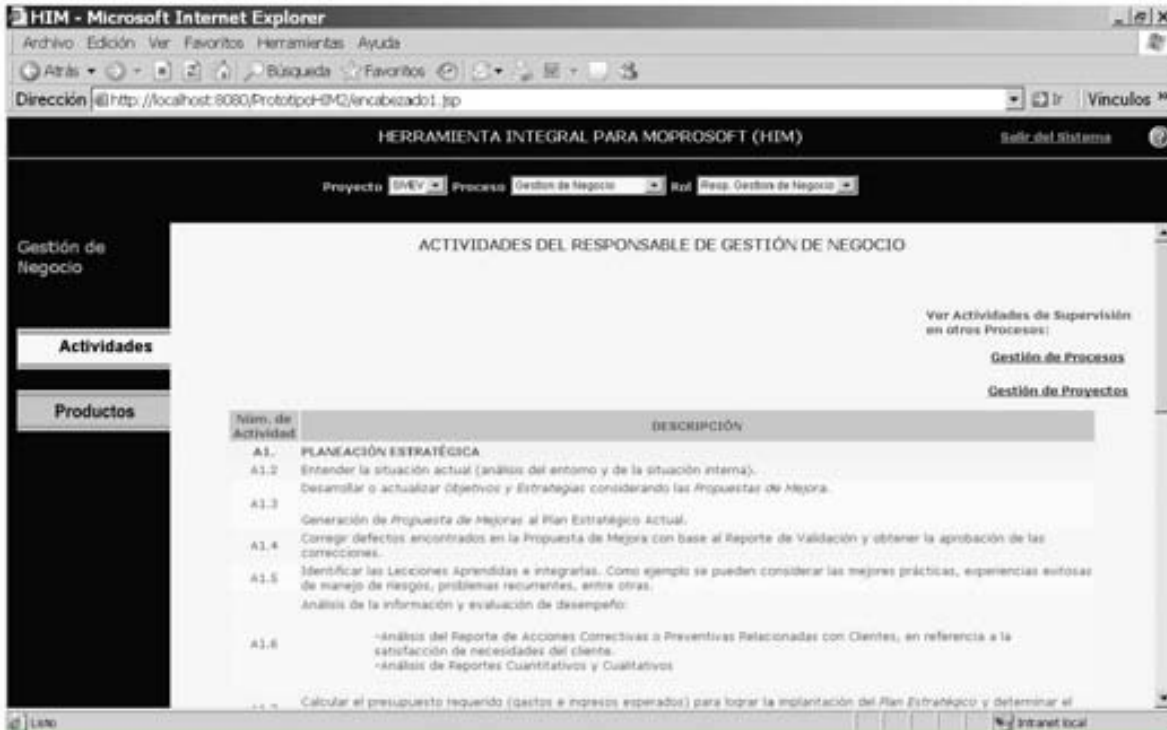 HIM - Microsoft Internet Explorer
Archivo Edición Ver Favoritos Herramientas Ayuda
Atrás Búsqueda Favoritos
Dirección http://localhost:8080/PrototipoHIM2/encabezado1.jsp Ir Vínculos »
HERRAMIENTA INTEGRAL PARA MOPROSOFT (HIM) Salir del Sistema ?
Proyecto Proceso Gestion de Negocio Rol Resp. Gestion de Negocio
Gestión de
Negocio
ACTIVIDADES DEL RESPONSABLE DE GESTIÓN DE NEGOCIO
Ver Actividades de Supervisión
en otros Procesos:
Actividades
Gestión de Procesos
Gestión de Proyectos
Productos
Núm. de
Actividad
DESCRIPCIÓN
A1. PLANEACIÓN ESTRATÉGICA
A1.2 Entender la situación actual (análisis del entorno y de la situación interna).
Desarrollar o actualizar Objetivos y Estrategias considerando las Propuestas de Mejora.
A1.3
Generación de Propuesta de Mejoras al Plan Estratégico Actual.
A1.4 Corregir defectos encontrados en la Propuesta de Mejora con base al Reporte de Validación y obtener la aprobación de las
correcciones.
A1.5 Identificar las Lecciones Aprendidas e integrarlas. Como ejemplo se pueden considerar las mejores prácticas, experiencias exitosas
de manejo de riesgos, problemas recurrentes, entre otras.
Análisis de la información y evaluación de desempeño:
A1.6
-Análisis del Reporte de Acciones Correctivas o Preventivas Relacionadas con Clientes, en referencia a la
satisfacción de necesidades del cliente.
-Análisis de Reportes Cuantitativos y Cualitativos
Calcular el presupuesto requerido (gastos e ingresos esperados) para lograr la implantación del Plan Estratégico y determinar el
Listo Intranet local